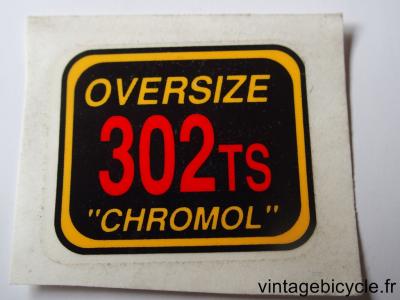 OVERSIZE
302TS
"CHROMOL"
vintagebicycle.fr